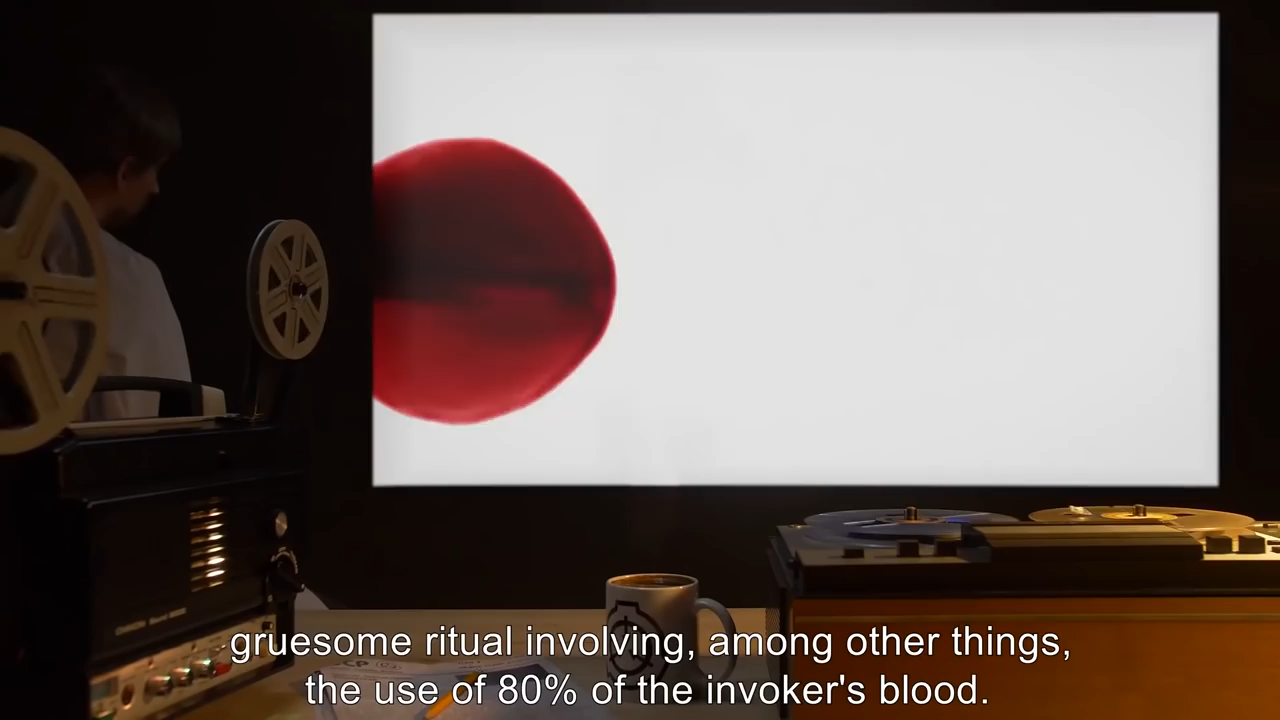 gruesome ritual involving, among other things,
the use of 80% of the invoker's blood.